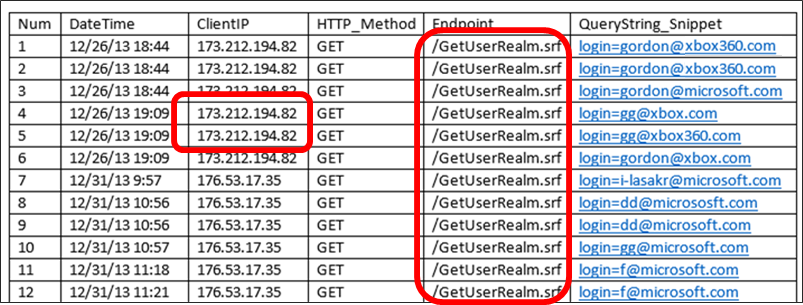 Num DateTime ClientIP HTTP_Method Endpoint QueryString_Snippet
1 12/26/13 18:44 173.212.194.82 GET /GetUserRealm.srf login=gordon@xbox360.com
2 12/26/13 18:44 173.212.194.82 GET /GetUserRealm.srf login=gordon@xbox360.com
3 12/26/13 18:44 173.212.194.82 GET /GetUserRealm.srf login=gordon@microsoft.com
4 12/26/13 19:09 173.212.194.82 GET /GetUserRealm.srf login=gg@xbox.com
5 12/26/13 19:09 173.212.194.82 GET /GetUserRealm.srf login=gg@xbox360.com
6 12/26/13 19:09 173.212.194.82 GET /GetUserRealm.srf login=gordon@xbox.com
7 12/31/13 9:57 176.53.17.35 GET /GetUserRealm.srf login=i-lasakr@microsoft.com
8 12/31/13 10:56 176.53.17.35 GET /GetUserRealm.srf login=dd@micrososft.com
9 12/31/13 10:56 176.53.17.35 GET /GetUserRealm.srf login=dd@micrososft.com
10 12/31/13 10:57 176.53.17.35 GET /GetUserRealm.srf login=gg@microsoft.com
11 12/31/13 11:18 176.53.17.35 GET /GetUserRealm.srf login=f@microsoft.com
12 12/31/13 11:21 176.53.17.35 GET /GetUserRealm.srf login=f@microsoft.com